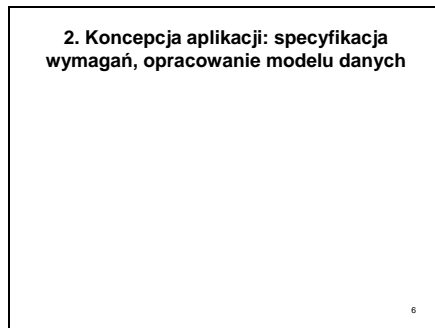 2. Koncepcja aplikacji: specyfikacja
wymagań, opracowanie modelu danych
6